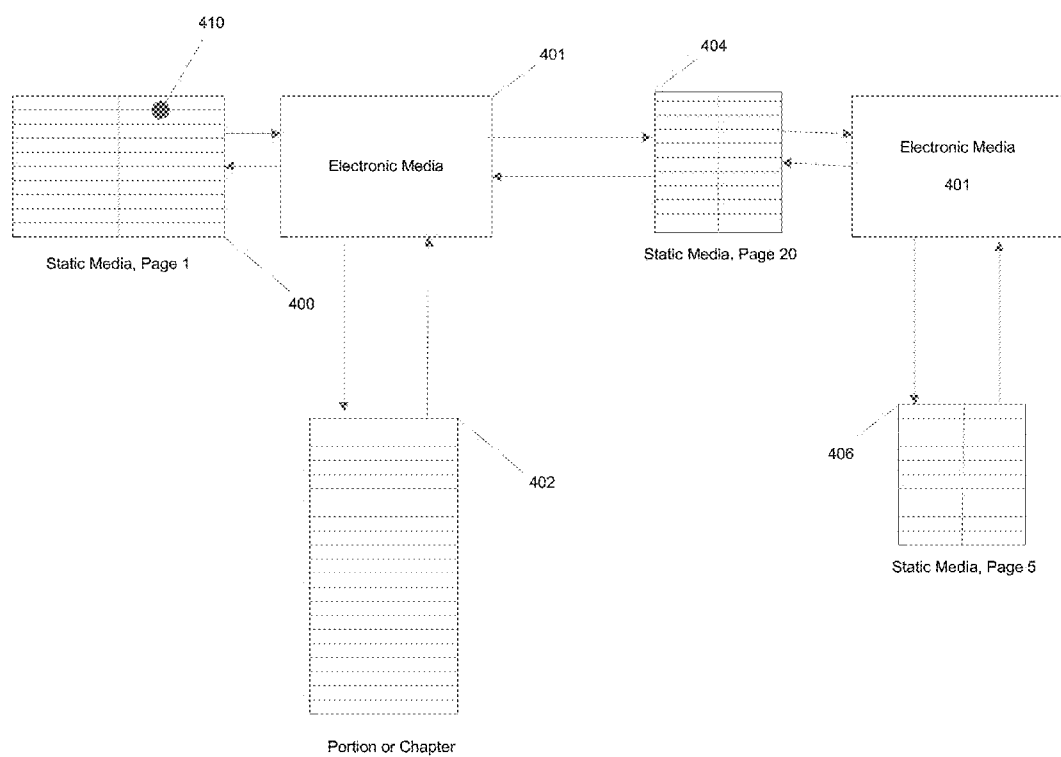 410
401
404
Electronic Media
Electronic Media
401
Static Media, Page 1
Static Media, Page 20
400
406
402
Static Media, Page 5
Portion or Chapter